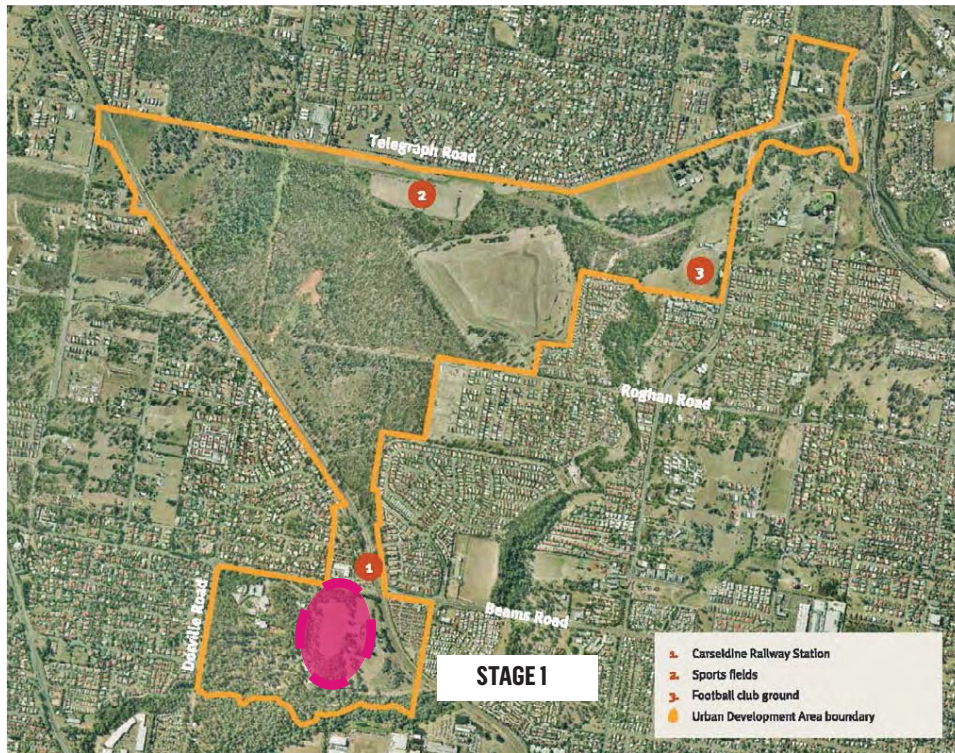 Telegraph Road
2
3
Roghan Road
1
Dorville Road
Beams Road
STAGE 1
1. Carseldine Railway Station
2. Sports fields
3. Football club ground
Urban Development Area boundary